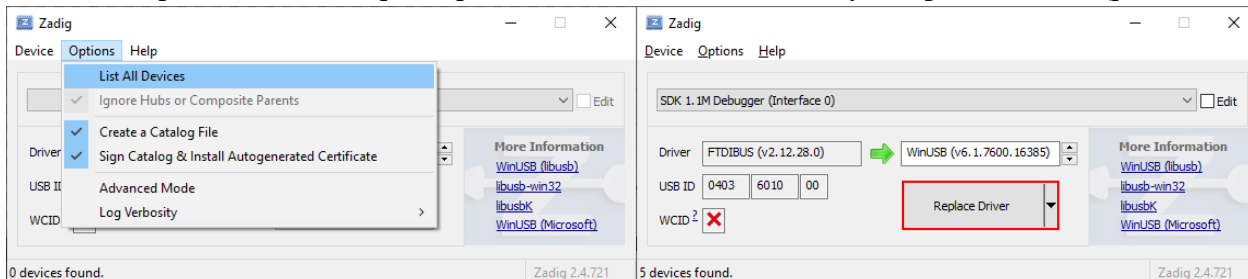 Zadig
Device Options Help
List All Devices
Ignore Hubs or Composite Parents
Edit
Create a Catalog File
Sign Catalog & Install Autogenerated Certificate
Advanced Mode
Log Verbosity
Driver
USB ID
WCID
More Information
WinUSB (libusb)
libusb-win32
libusbK
WinUSB (Microsoft)
0 devices found.
Zadig 2.4.721
Zadig
Device Options Help
SDK 1.1M Debugger (Interface 0)
Edit
Driver FTDIBUS (v2.12.28.0) WinUSB (v6.1.7600.16385)
USB ID 0403 6010 00
Replace Driver
WCID ?
More Information
WinUSB (libusb)
libusb-win32
libusbK
WinUSB (Microsoft)
5 devices found.
Zadig 2.4.721